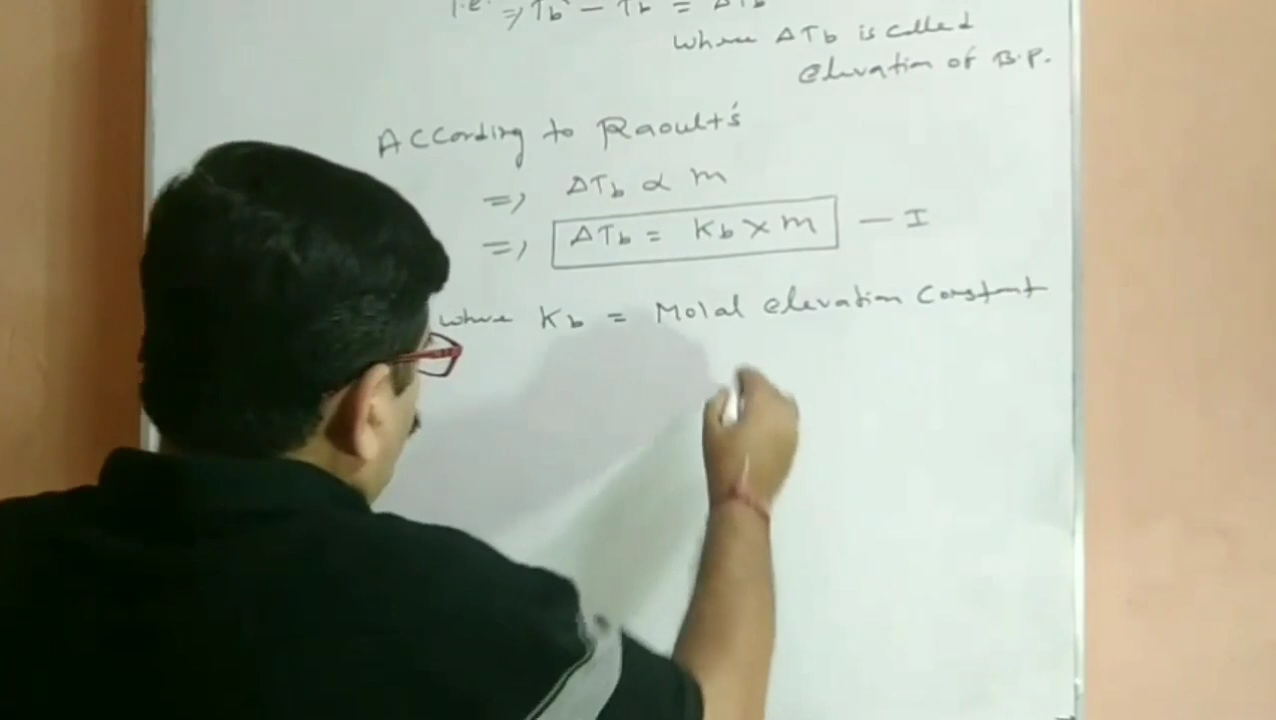 i.e. => Tb - Tb = ΔTb
where ΔTb is called
elevation of B.P.
According to Raoult's
=> ΔTb ∝ m
=> ΔTb = Kb × m — I
where Kb = Molal elevation Constant